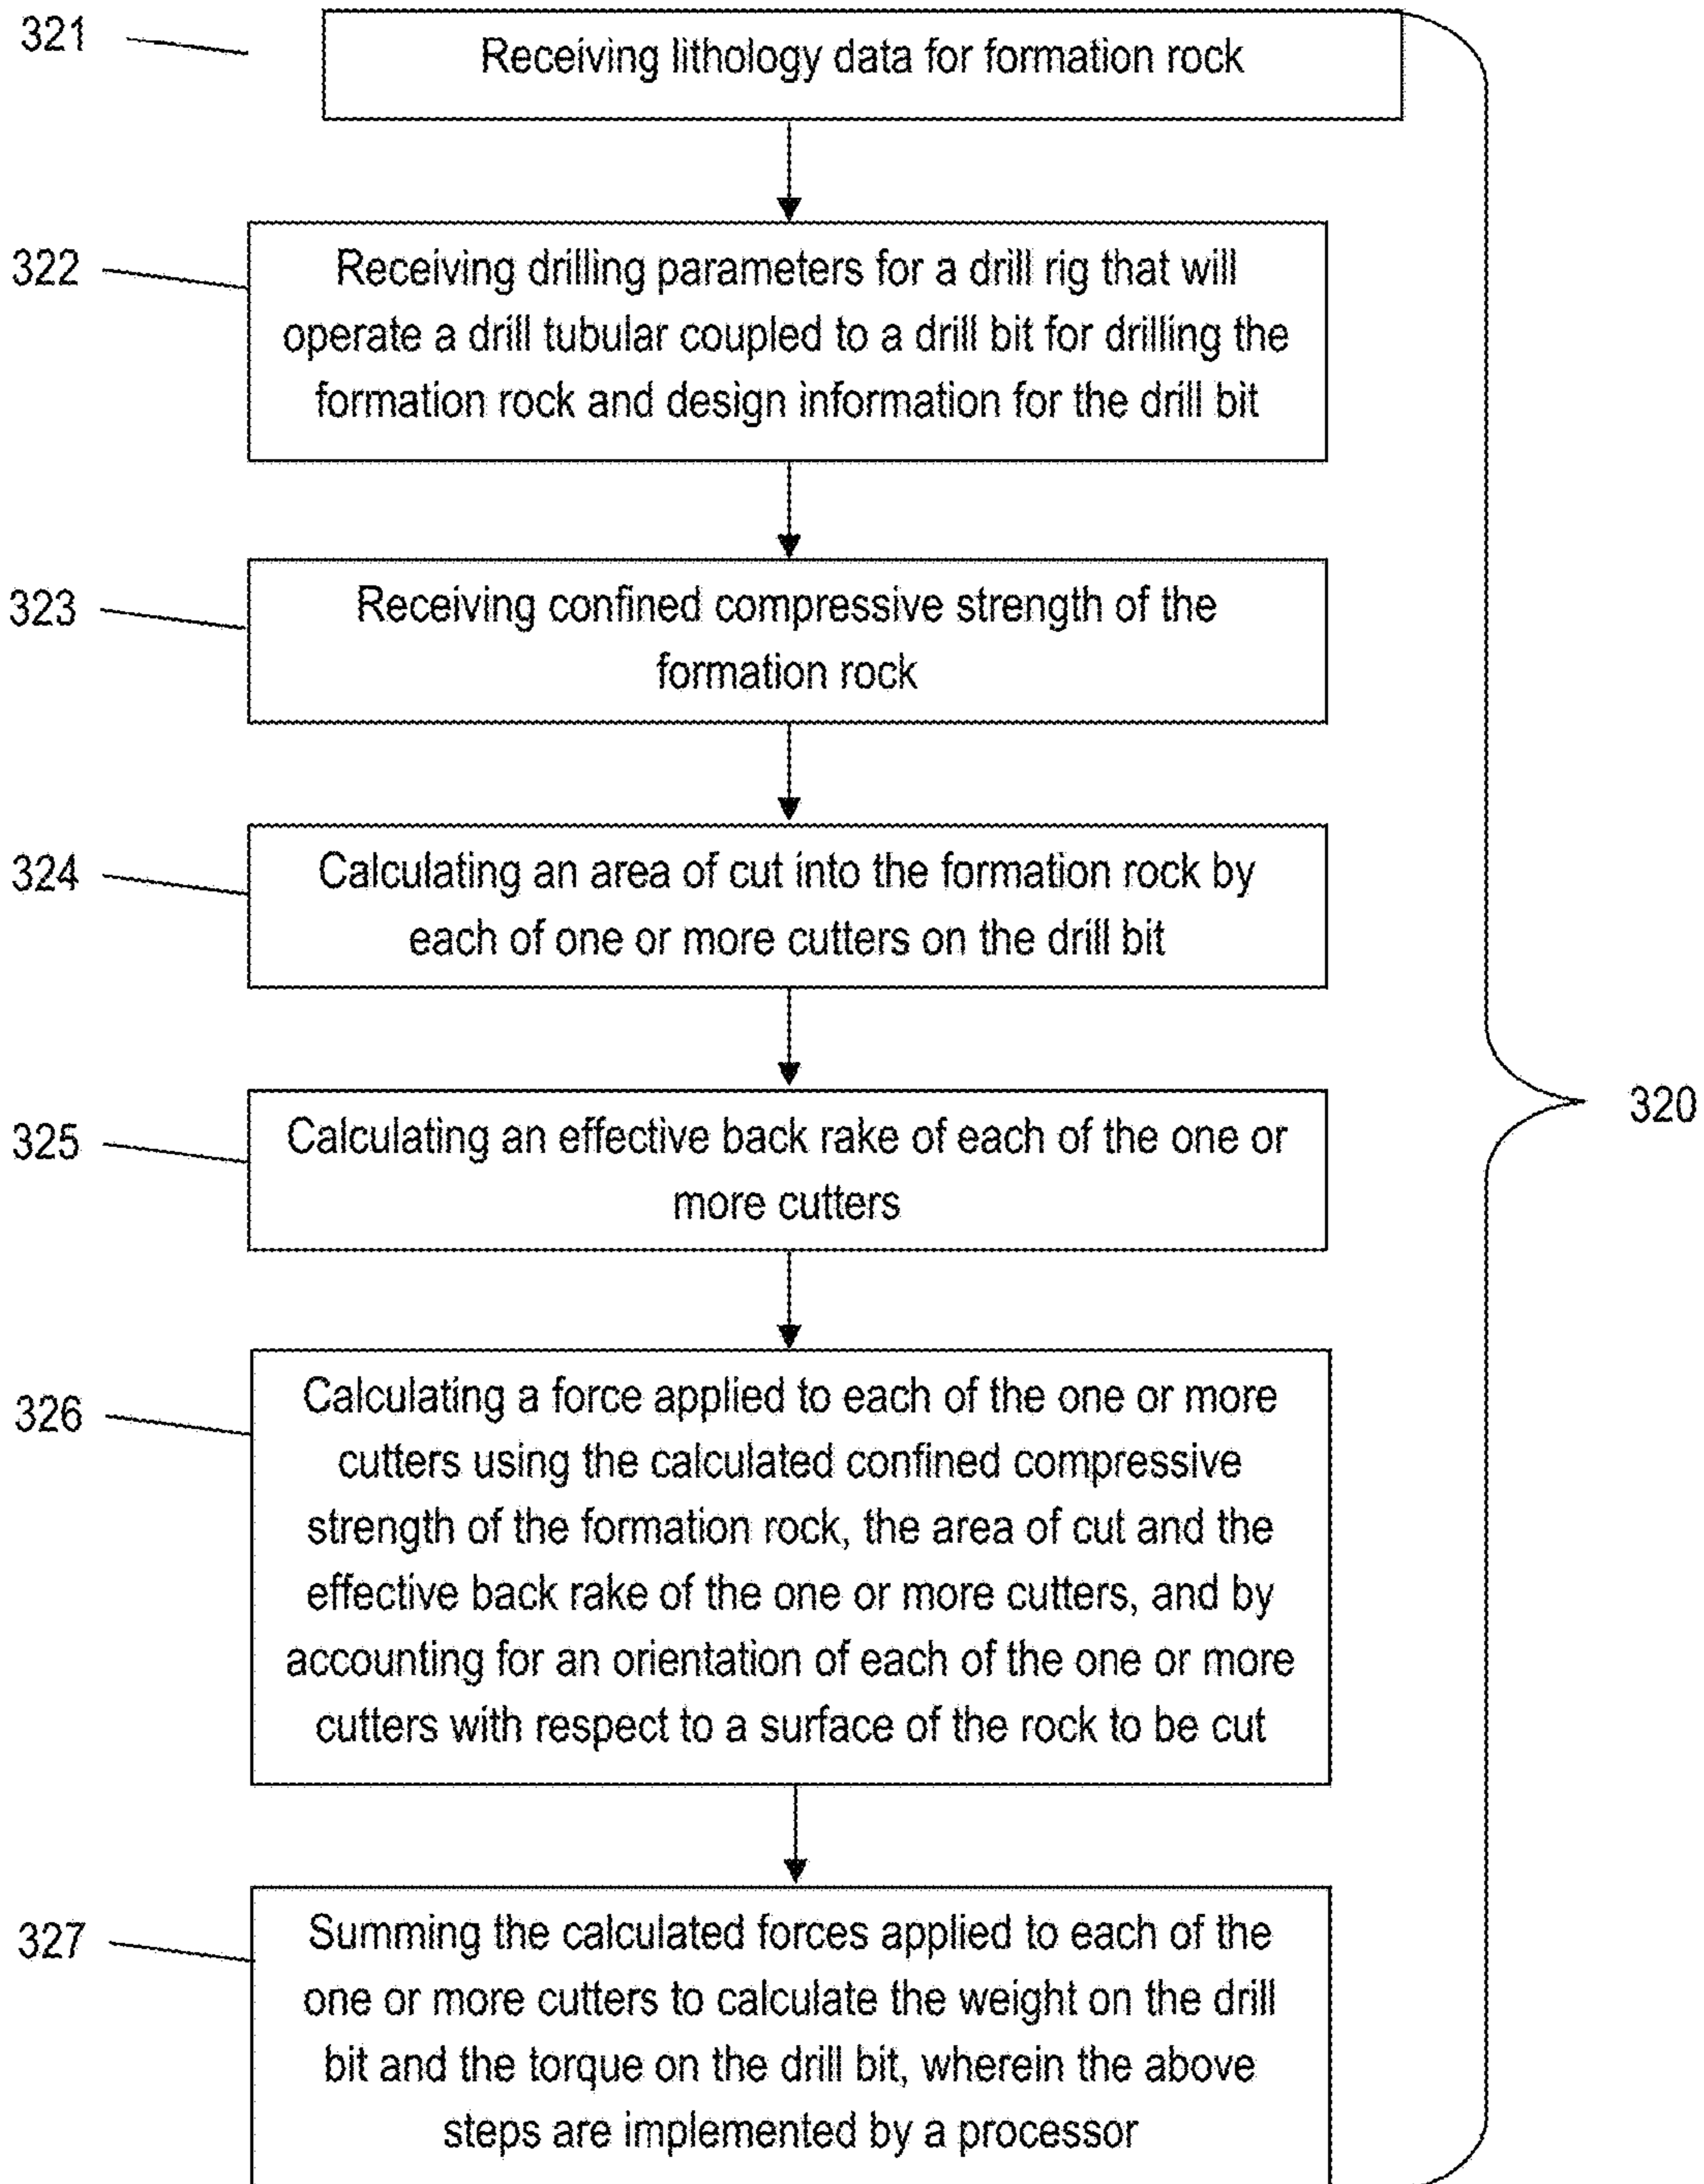 321
Receiving lithology data for formation rock
322
Receiving drilling parameters for a drill rig that will
operate a drill tubular coupled to a drill bit for drilling the
formation rock and design information for the drill bit
323
Receiving confined compressive strength of the
formation rock
324
Calculating an area of cut into the formation rock by
each of one or more cutters on the drill bit
325
Calculating an effective back rake of each of the one or
more cutters
320
326
Calculating a force applied to each of the one or more
cutters using the calculated confined compressive
strength of the formation rock, the area of cut and the
effective back rake of the one or more cutters, and by
accounting for an orientation of each of the one or more
cutters with respect to a surface of the rock to be cut
327
Summing the calculated forces applied to each of the
one or more cutters to calculate the weight on the drill
bit and the torque on the drill bit, wherein the above
steps are implemented by a processor